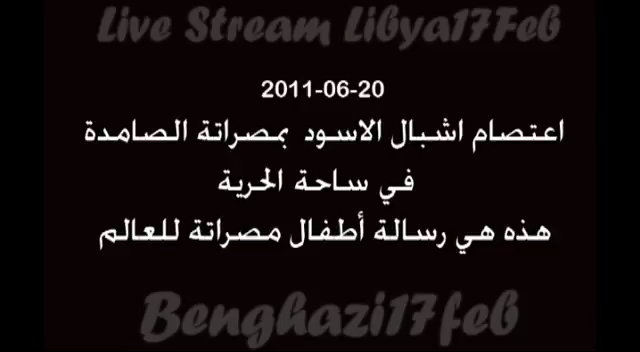 Live Stream Libya17Feb
2011-06-20
اعتصام اشبال الاسود بمصراتة الصامدة
في ساحة الحرية
هذه هي رسالة أطفال مصراتة للعالم
Benghazi17feb